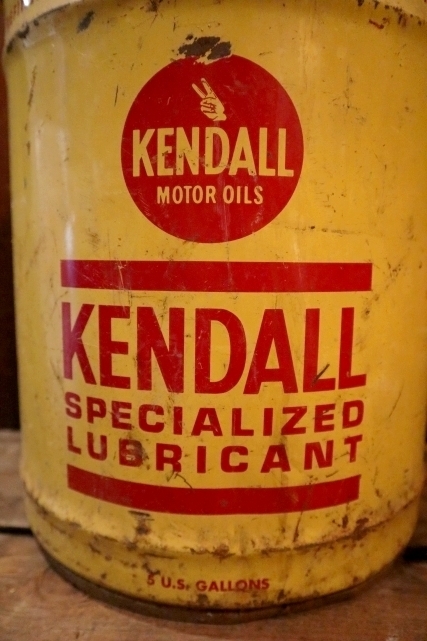 KENDALL
MOTOR OILS
KENDALL
SPECIALIZED
LUBRICANT
5 U.S. GALLONS